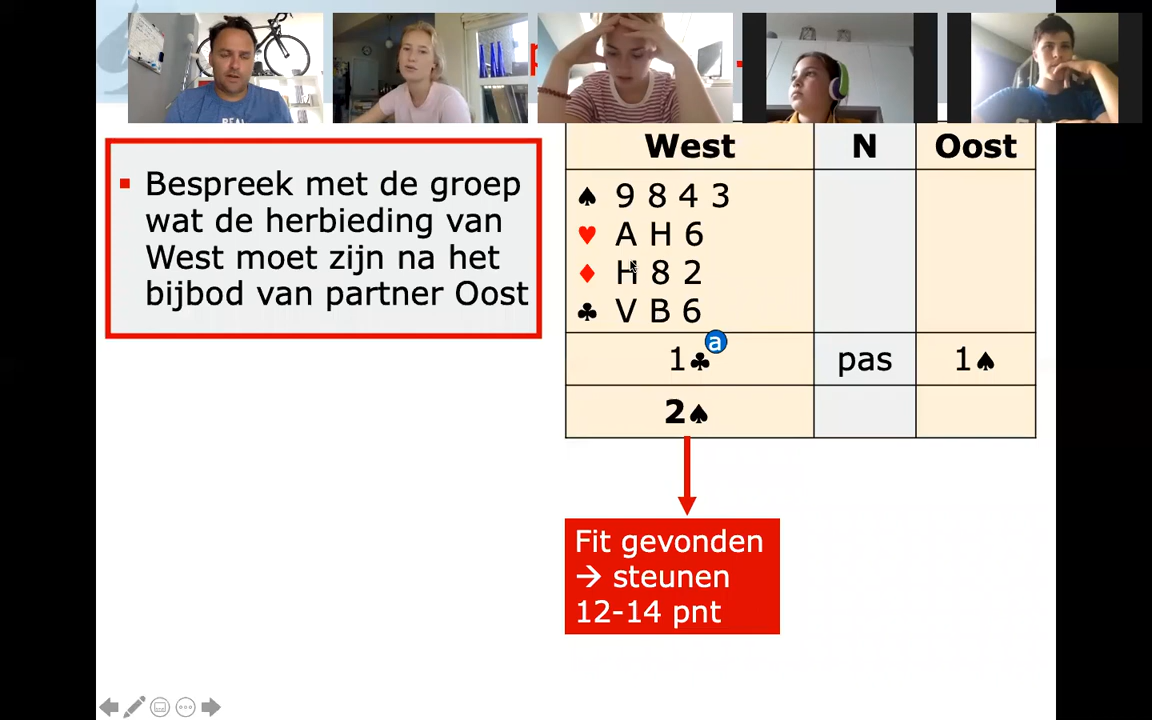 Bespreek met de groep
wat de herbieding van
West moet zijn na het
bijbod van partner Oost
West N Oost
♠ 9 8 4 3
♥ A H 6
♦ H 8 2
♣ V B 6
a
1♣ pas 1♠
2♠
Fit gevonden
→ steunen
12-14 pnt